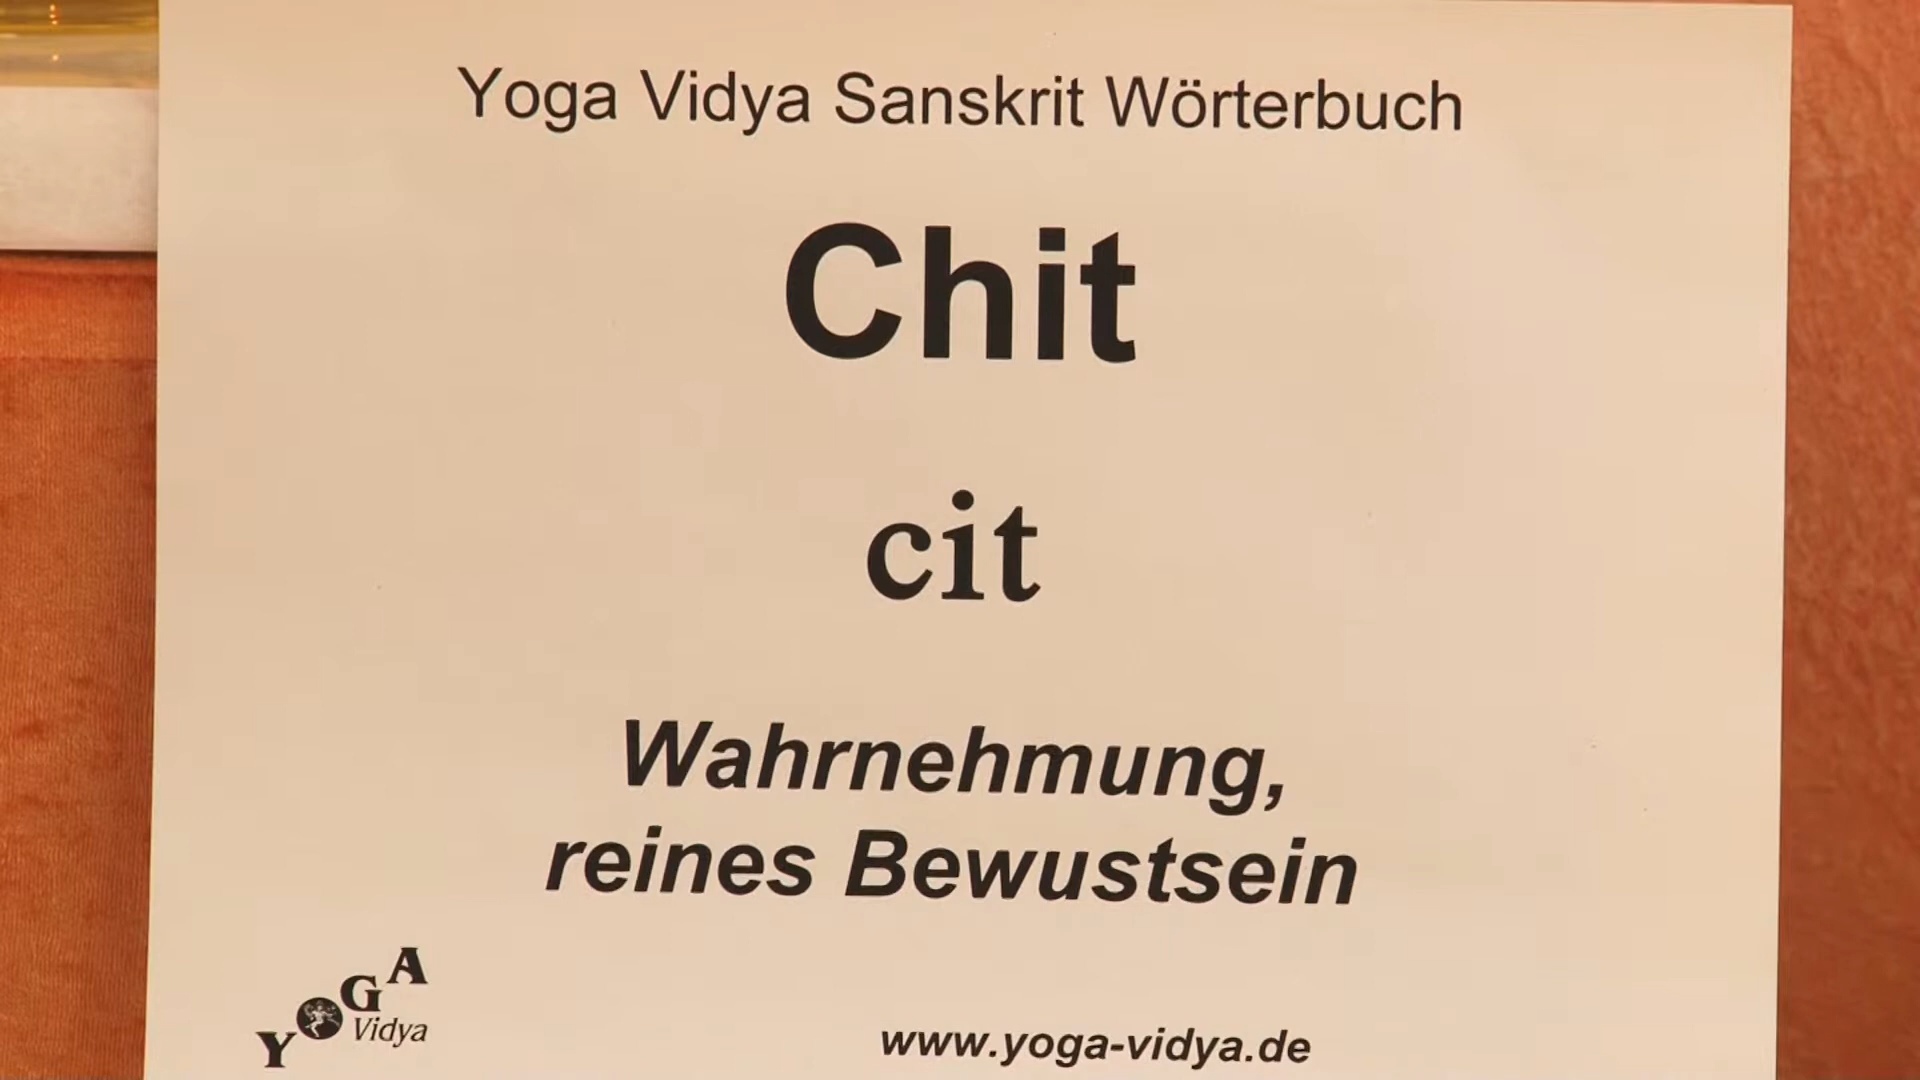 Yoga Vidya Sanskrit Wörterbuch
Chit
cit
Wahrnehmung,
reines Bewustsein
YOGA
Vidya
www.yoga-vidya.de